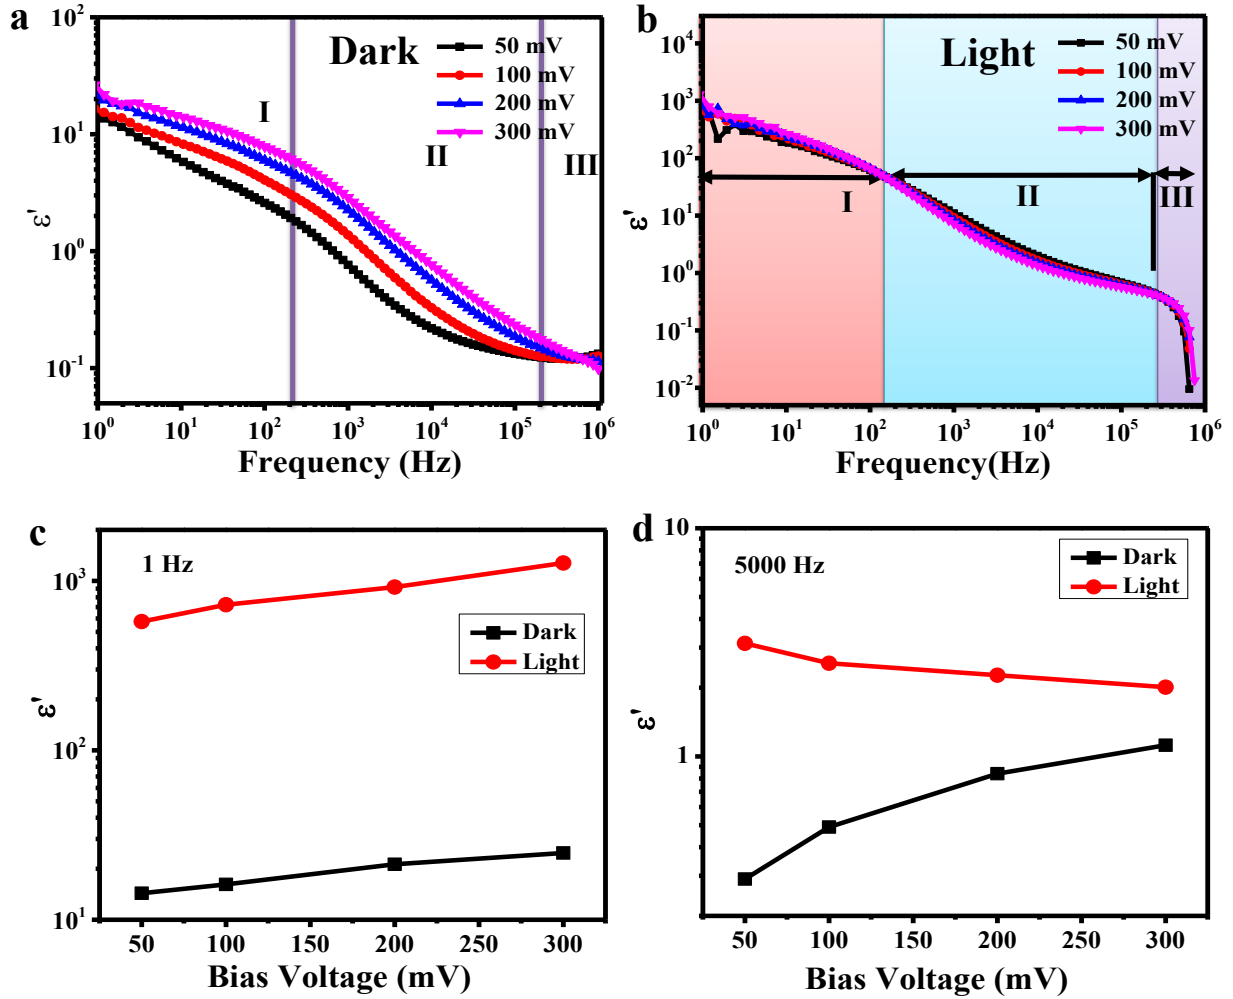 a
Dark
50 mV
100 mV
200 mV
300 mV
I
II
III
10²
10¹
10⁰
10⁻¹
ε'
10⁰ 10¹ 10² 10³ 10⁴ 10⁵ 10⁶
Frequency (Hz)
b
Light
50 mV
100 mV
200 mV
300 mV
I
II
III
10⁴
10³
10²
10¹
10⁰
10⁻¹
10⁻²
ε'
10⁰ 10¹ 10² 10³ 10⁴ 10⁵ 10⁶
Frequency(Hz)
c
1 Hz
Dark
Light
10³
10²
10¹
ε'
50 100 150 200 250 300
Bias Voltage (mV)
d
5000 Hz
Dark
Light
10
1
ε'
50 100 150 200 250 300
Bias Voltage (mV)